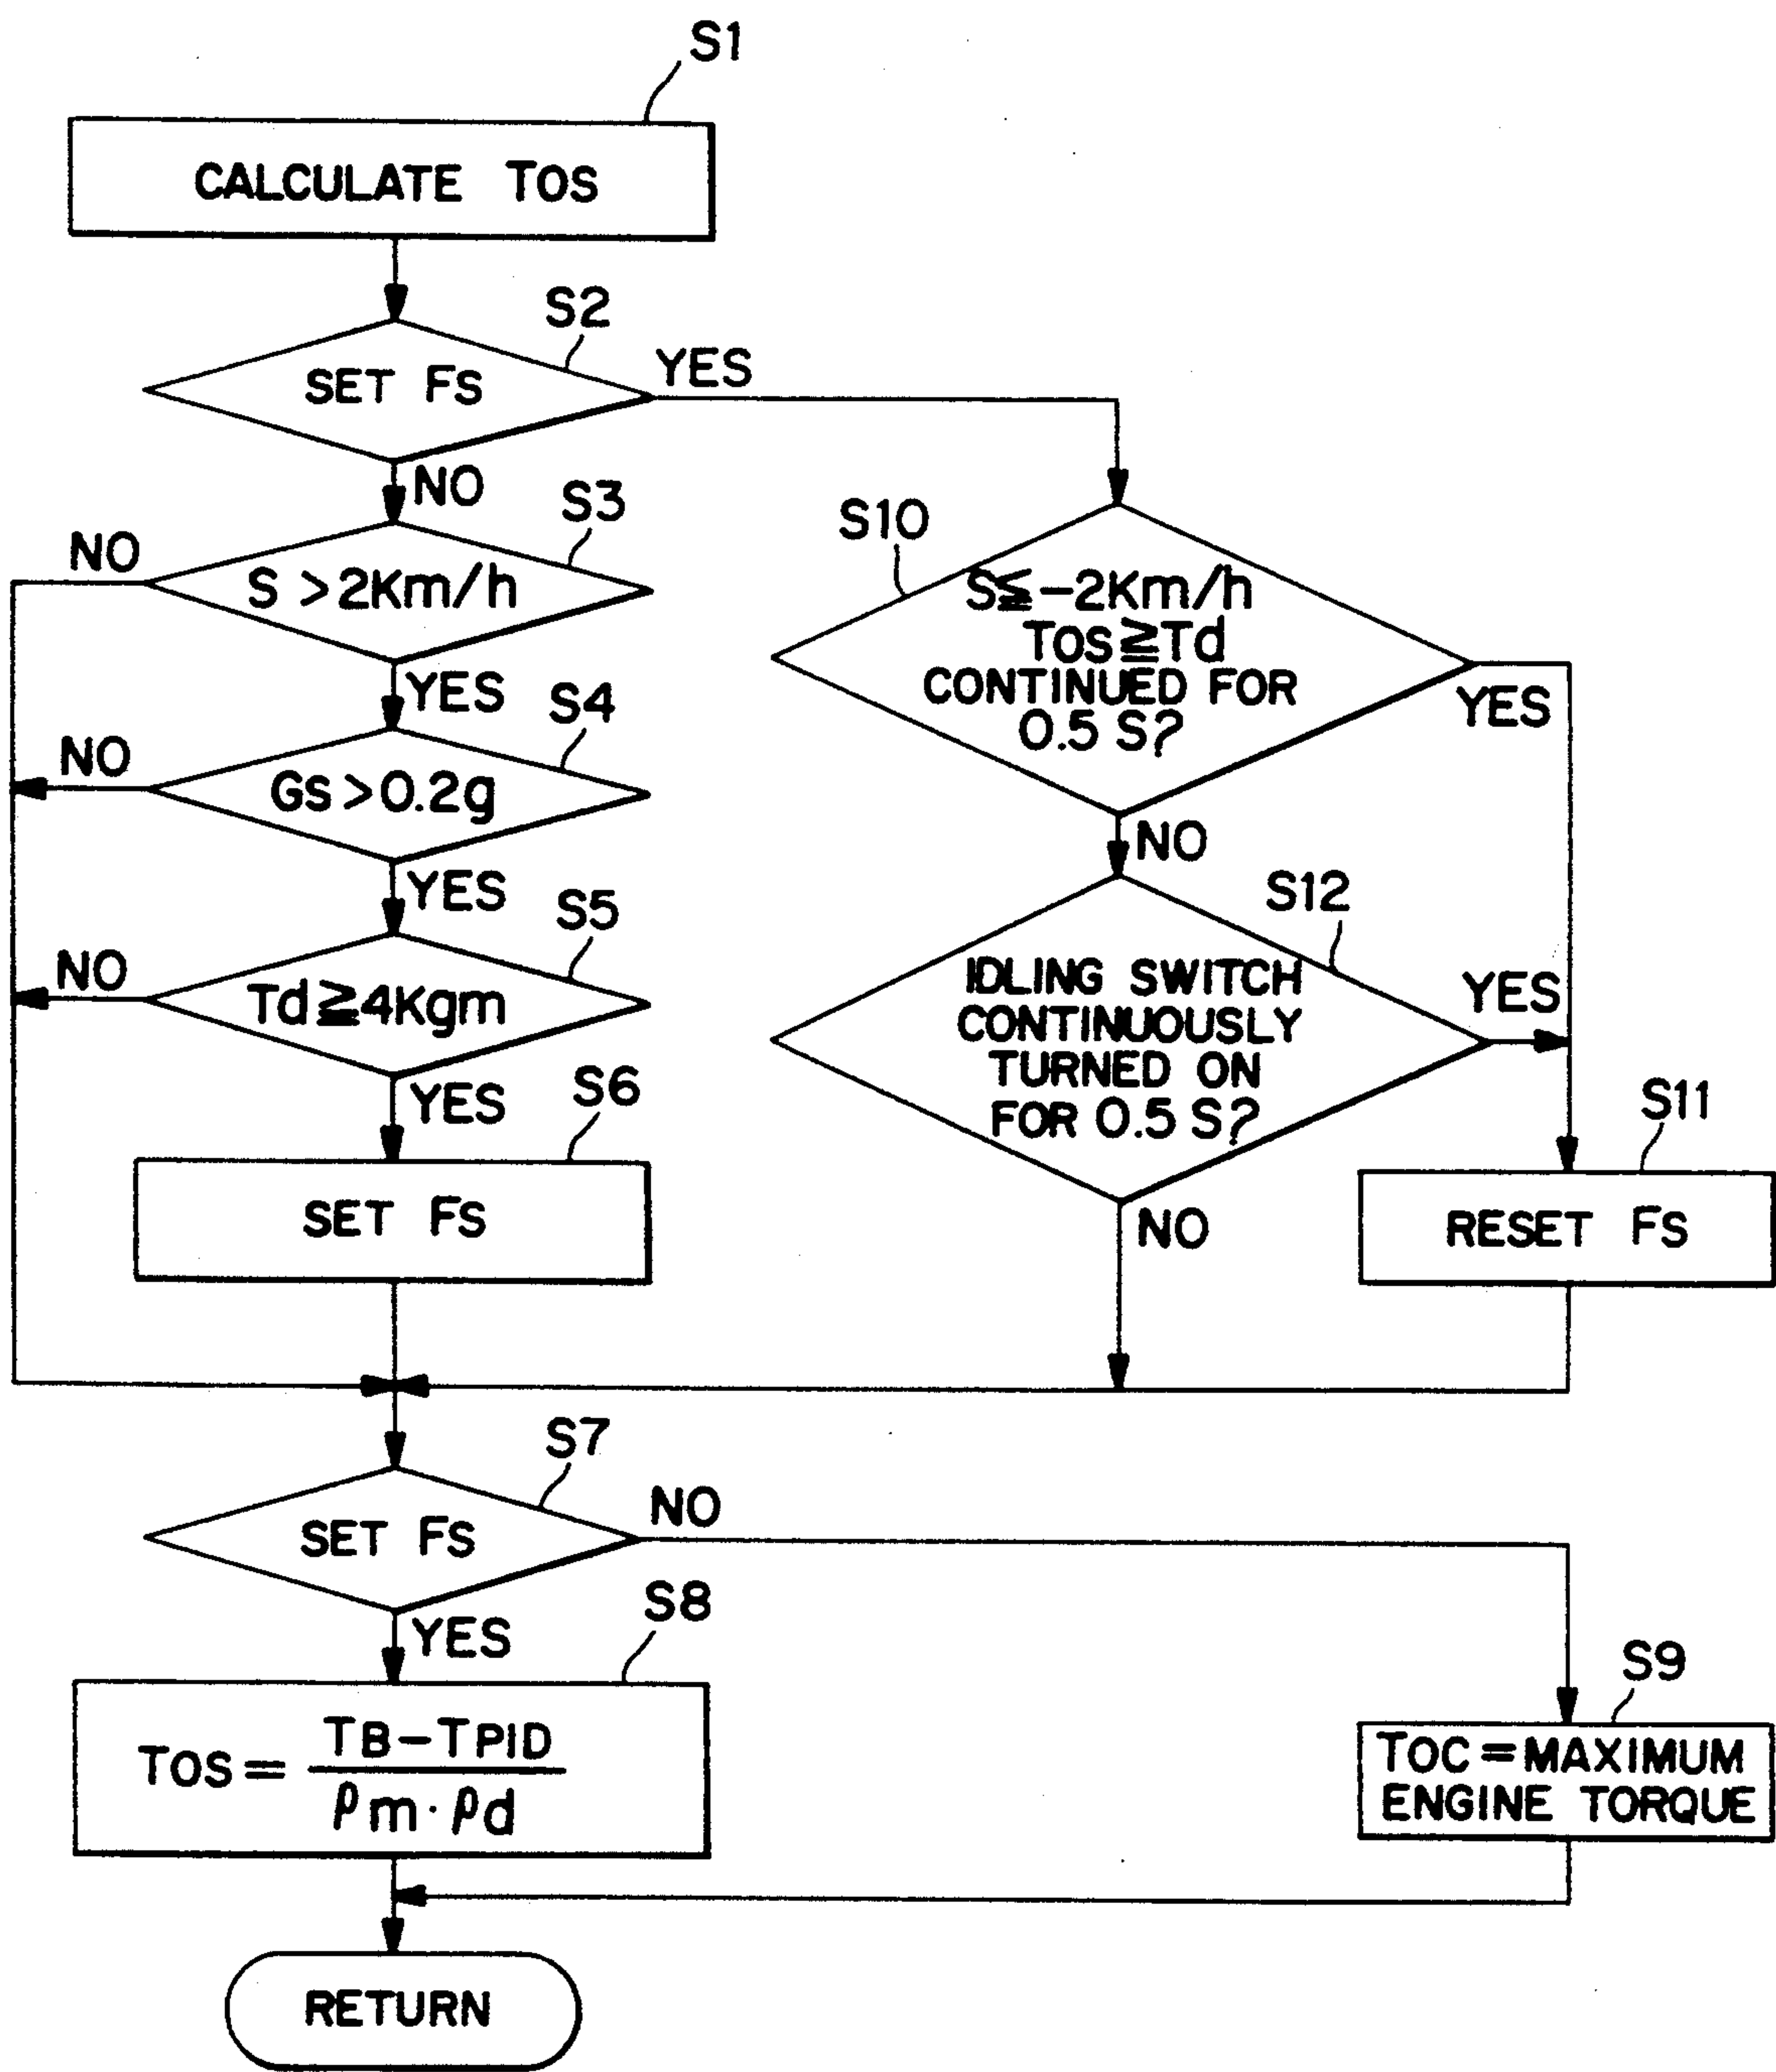 S1
CALCULATE TOS
S2
SET FS
YES
NO
S3
S > 2Km/h
NO
YES
S4
GS > 0.2g
NO
YES
S5
Td ≧ 4Kgm
NO
YES
S6
SET FS
S10
S ≦ -2Km/h
TOS ≧ Td
CONTINUED FOR
0.5 S?
YES
NO
S12
IDLING SWITCH
CONTINUOUSLY
TURNED ON
FOR 0.5 S?
YES
NO
S11
RESET FS
S7
SET FS
NO
YES
S8
TOS = (TB - TPID) / (ρm · ρd)
S9
TOC = MAXIMUM
ENGINE TORQUE
RETURN